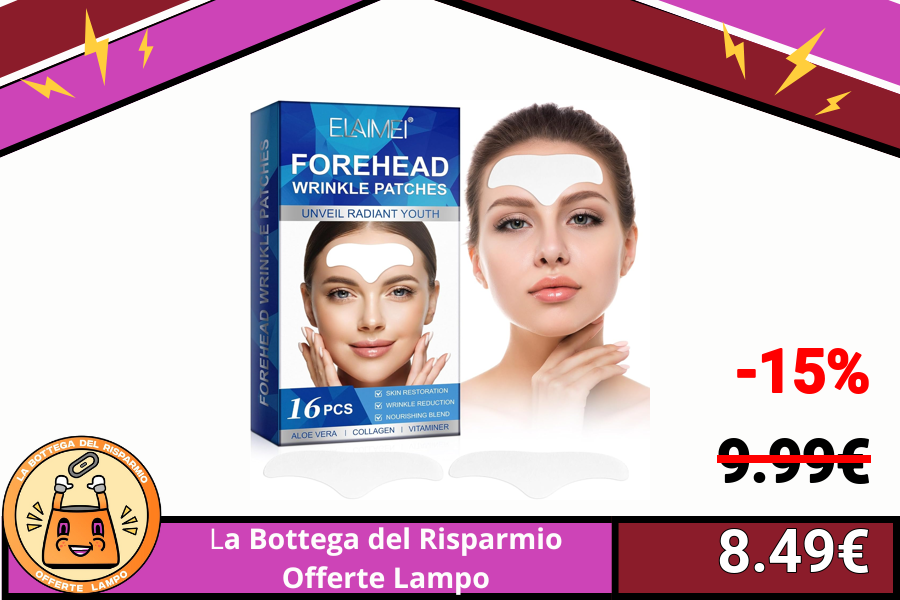 ELAIMEI®
FOREHEAD
WRINKLE PATCHES
UNVEIL RADIANT YOUTH
FOREHEAD WRINKLE PATCHES
16 PCS
SKIN RESTORATION
WRINKLE REDUCTION
NOURISHING BLEND
ALOE VERA | COLLAGEN | VITAMINER
-15%
9.99€
8.49€
LA BOTTEGA DEL RISPARMIO
OFFERTE LAMPO
La Bottega del Risparmio
Offerte Lampo